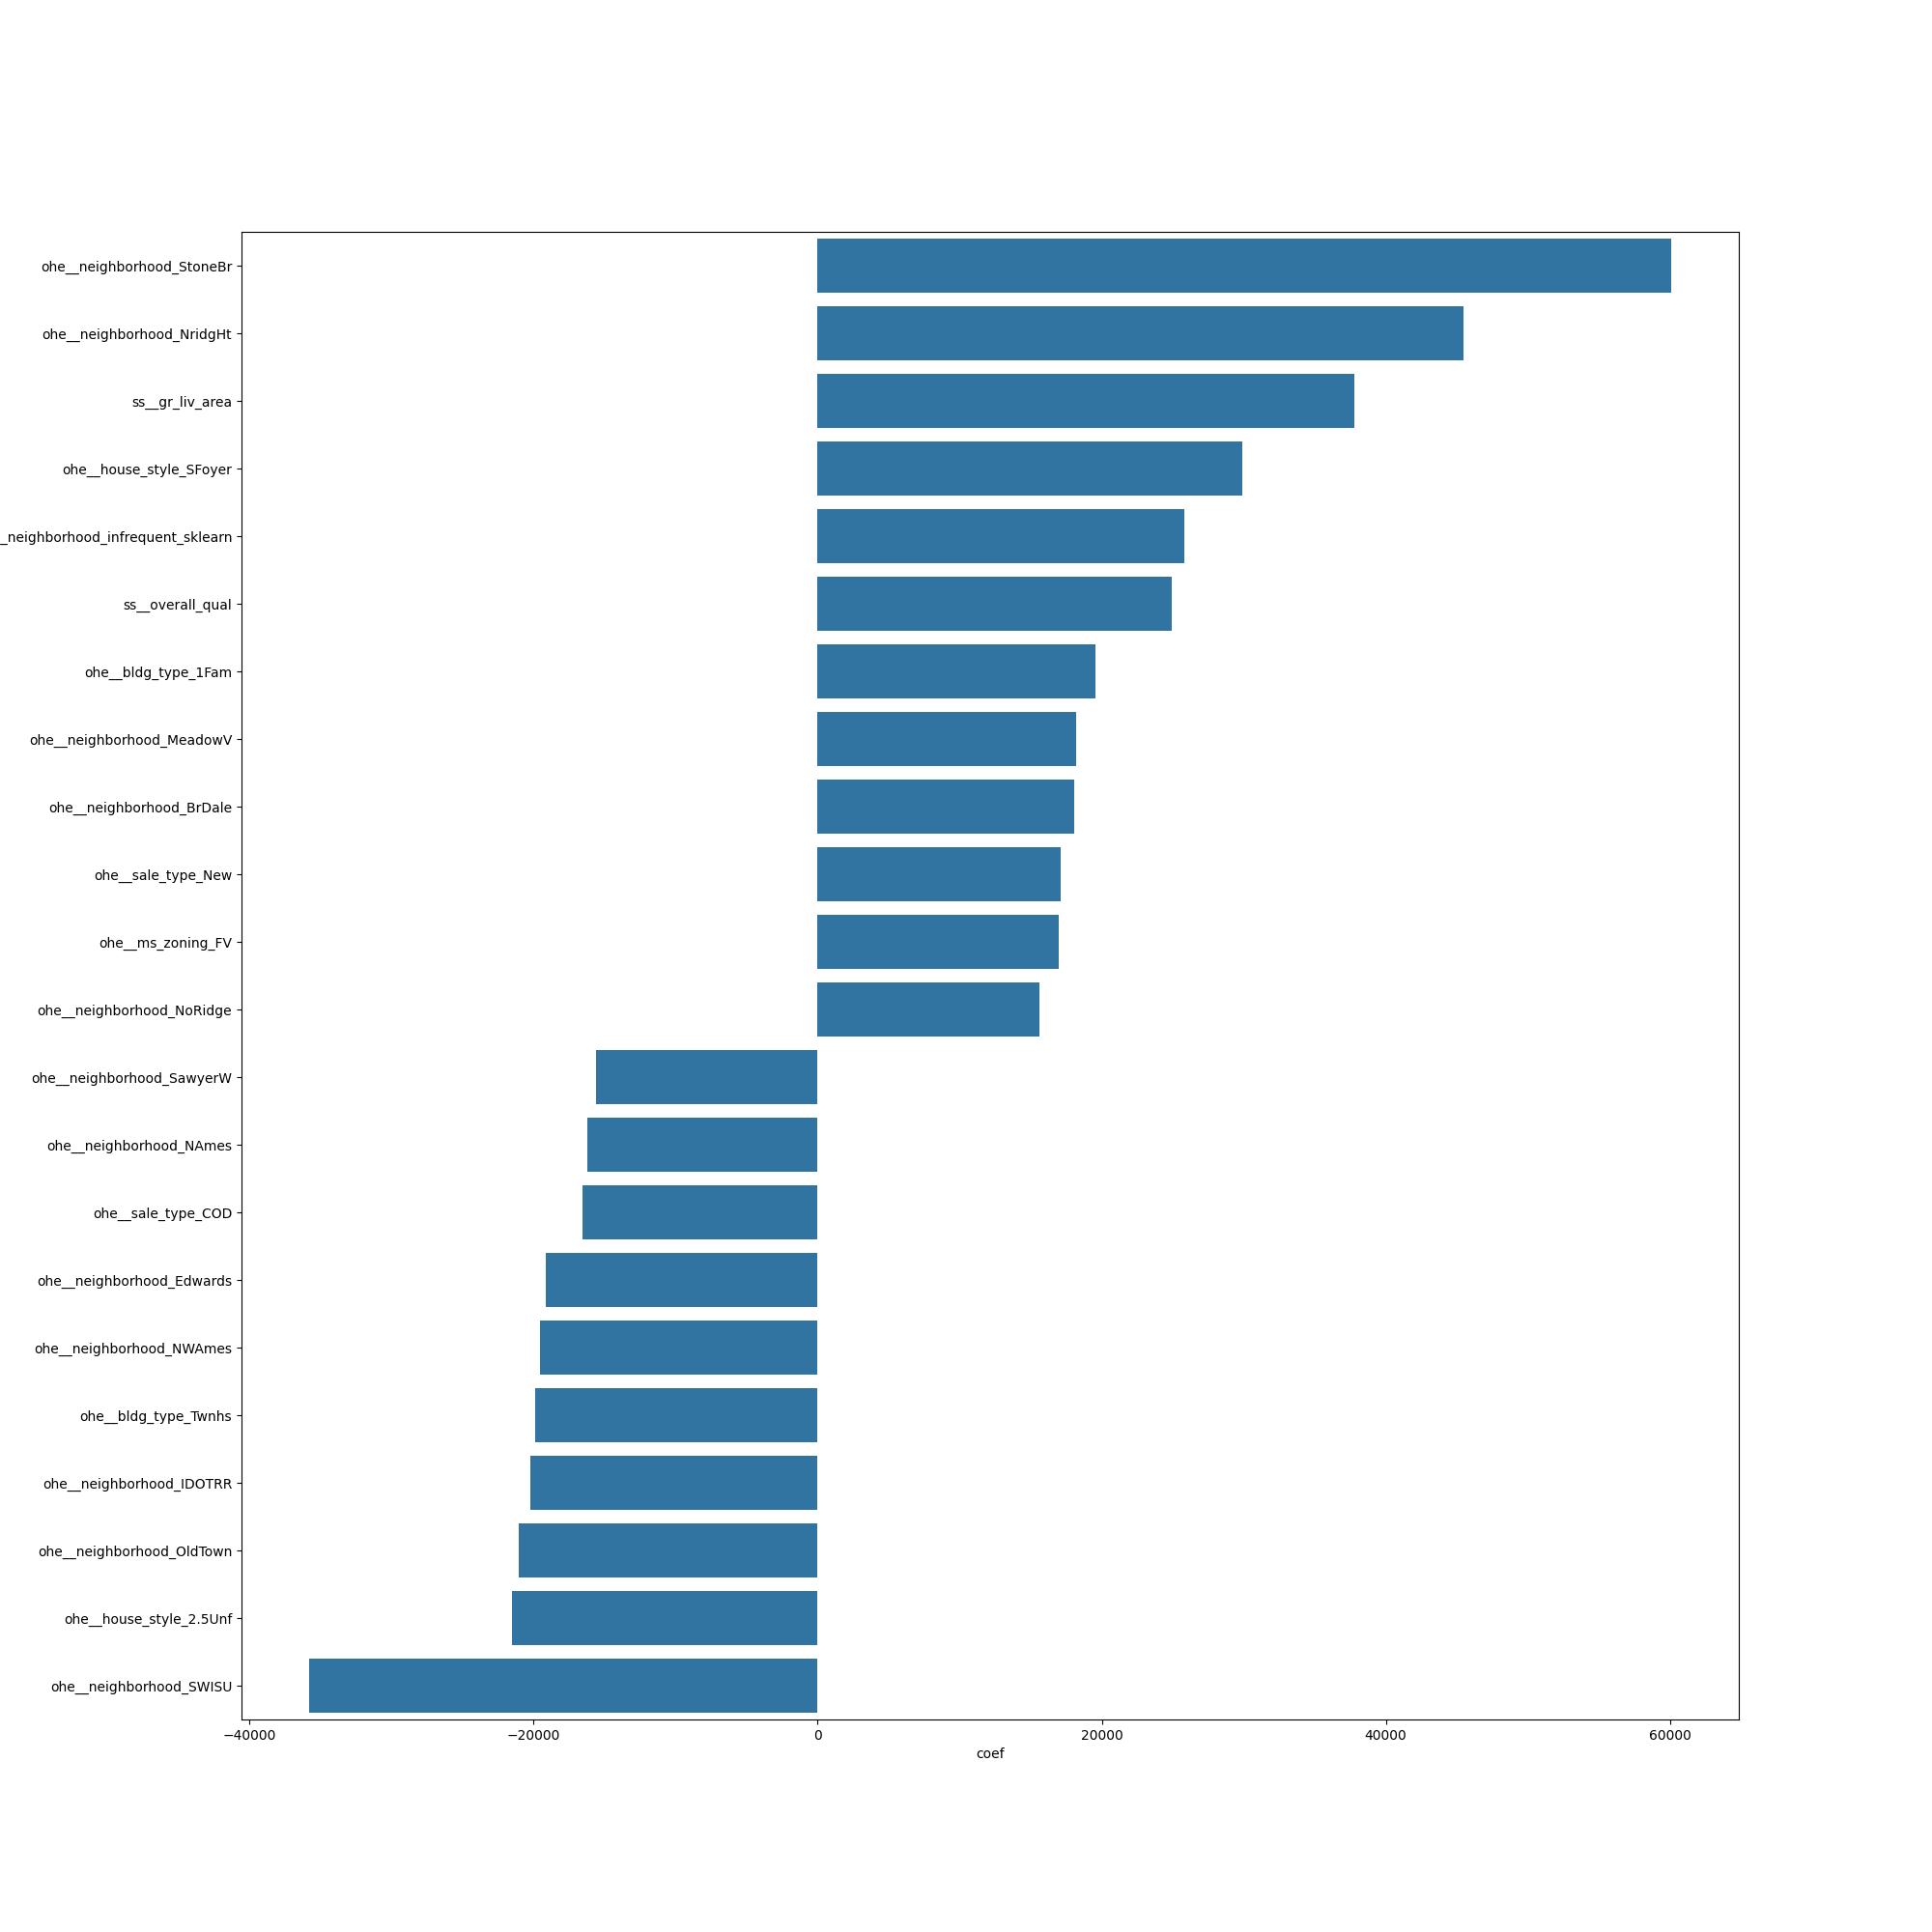 ohe__neighborhood_StoneBr
ohe__neighborhood_NridgHt
ss__gr_liv_area
ohe__house_style_SFoyer
_neighborhood_infrequent_sklearn
ss__overall_qual
ohe__bldg_type_1Fam
ohe__neighborhood_MeadowV
ohe__neighborhood_BrDale
ohe__sale_type_New
ohe__ms_zoning_FV
ohe__neighborhood_NoRidge
ohe__neighborhood_SawyerW
ohe__neighborhood_NAmes
ohe__sale_type_COD
ohe__neighborhood_Edwards
ohe__neighborhood_NWAmes
ohe__bldg_type_Twnhs
ohe__neighborhood_IDOTRR
ohe__neighborhood_OldTown
ohe__house_style_2.5Unf
ohe__neighborhood_SWISU
−40000 −20000 0 20000 40000 60000
coef